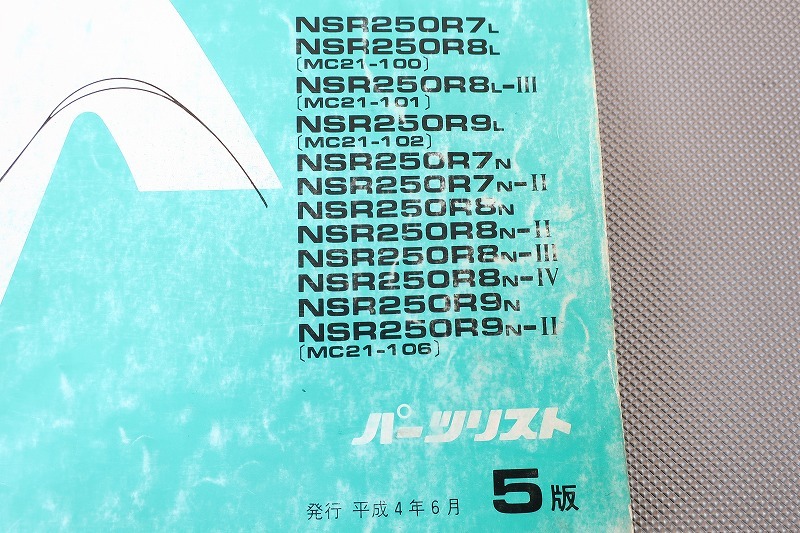 NSR250R7L
NSR250R8L
〔MC21-100〕
NSR250R8L-III
〔MC21-101〕
NSR250R9L
〔MC21-102〕
NSR250R7N
NSR250R7N-II
NSR250R8N
NSR250R8N-II
NSR250R8N-III
NSR250R8N-IV
NSR250R9N
NSR250R9N-II
〔MC21-106〕
パーツリスト
発行 平成4年6月 5版